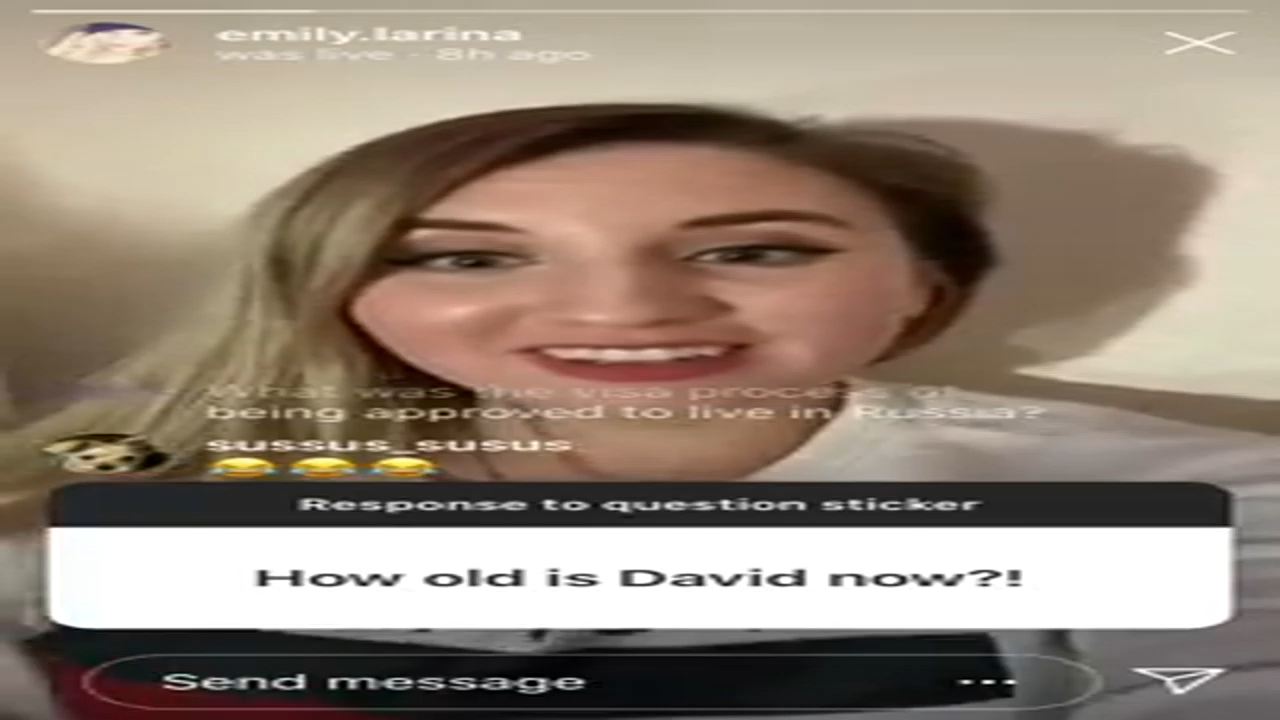 emily.larina
was live · 8h ago
What was the visa process of
being approved to live in Russia?
sussus_susus
😂😂😂
Response to question sticker
How old is David now?!
Send message